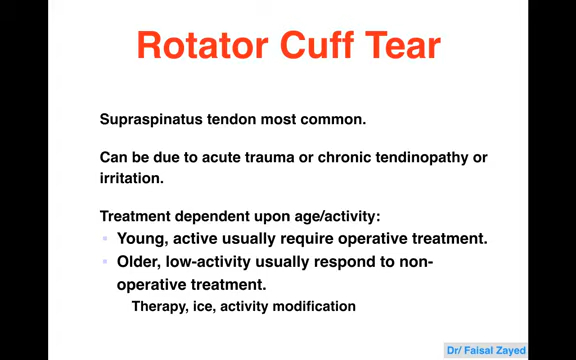 Rotator Cuff Tear
Supraspinatus tendon most common.
Can be due to acute trauma or chronic tendinopathy or
irritation.
Treatment dependent upon age/activity:
Young, active usually require operative treatment.
Older, low-activity usually respond to non-
operative treatment.
Therapy, ice, activity modification
Dr/ Faisal Zayed